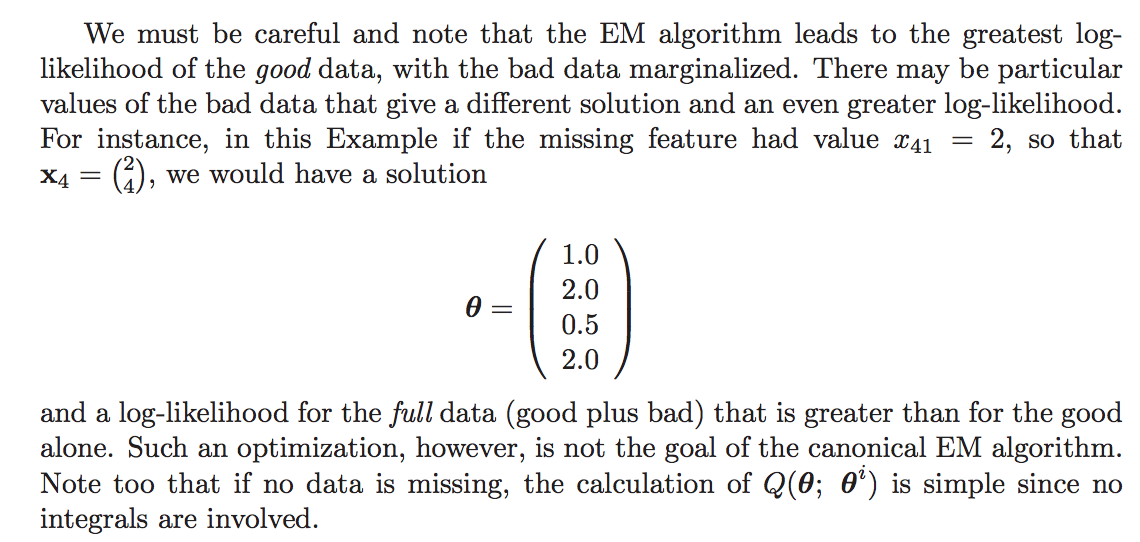 We must be careful and note that the EM algorithm leads to the greatest log-
likelihood of the good data, with the bad data marginalized. There may be particular
values of the bad data that give a different solution and an even greater log-likelihood.
For instance, in this Example if the missing feature had value x₄₁ = 2, so that
x₄ = (2 4), we would have a solution
θ = ( 1.0
2.0
0.5
2.0 )
and a log-likelihood for the full data (good plus bad) that is greater than for the good
alone. Such an optimization, however, is not the goal of the canonical EM algorithm.
Note too that if no data is missing, the calculation of Q(θ; θⁱ) is simple since no
integrals are involved.